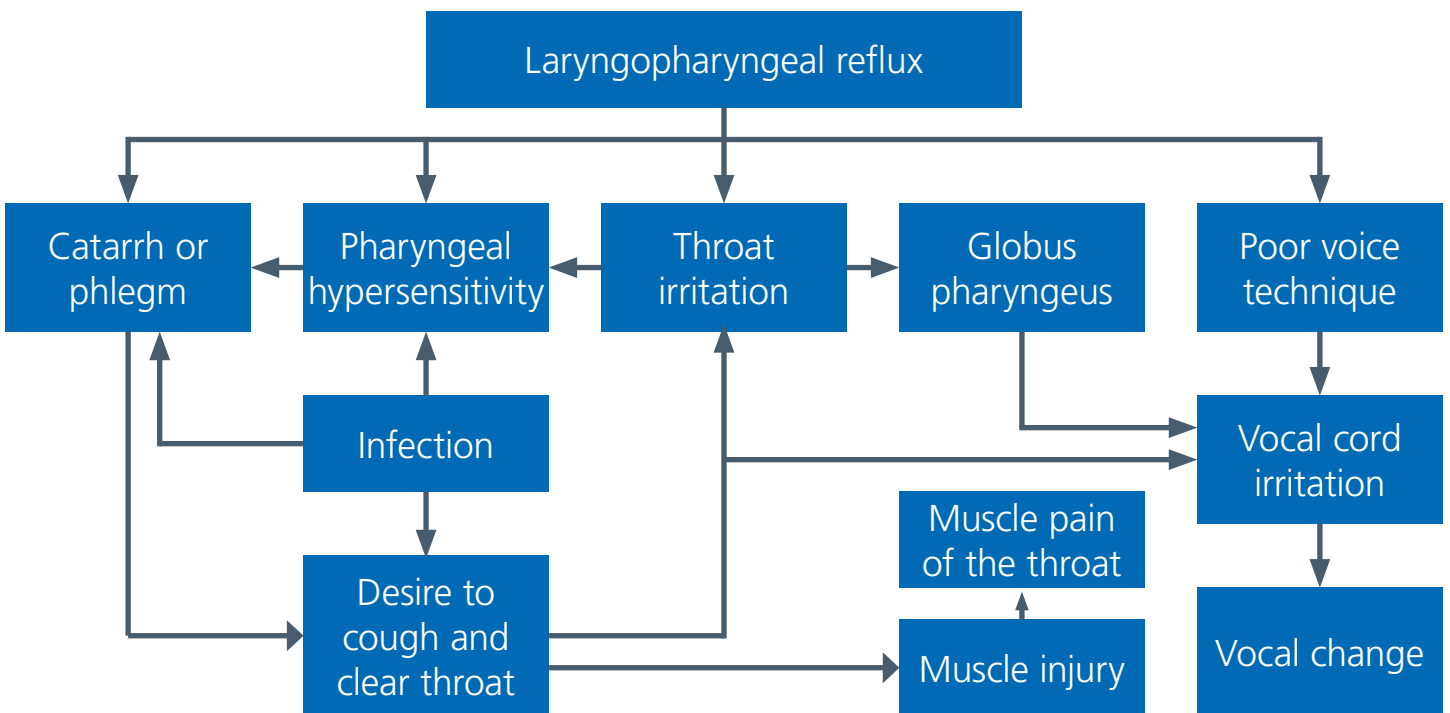 Laryngopharyngeal reflux
Catarrh or
phlegm
Pharyngeal
hypersensitivity
Throat
irritation
Globus
pharyngeus
Poor voice
technique
Infection
Vocal cord
irritation
Muscle pain
of the throat
Desire to
cough and
clear throat
Muscle injury
Vocal change